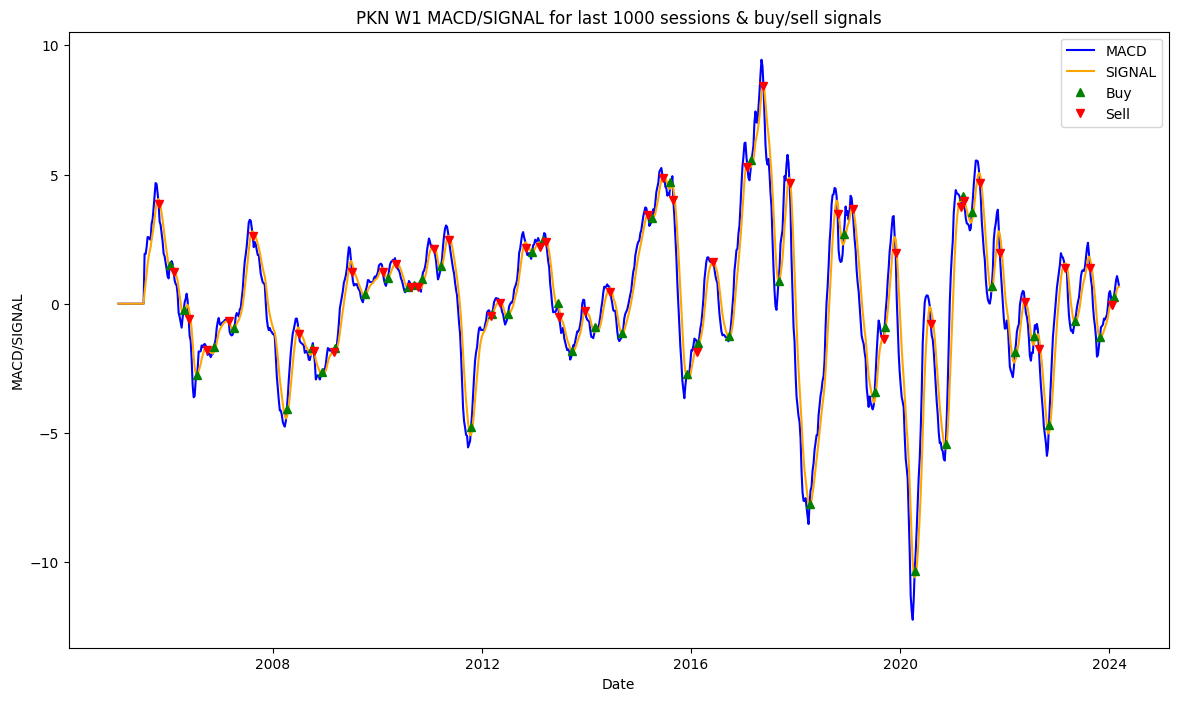 PKN W1 MACD/SIGNAL for last 1000 sessions & buy/sell signals
MACD
SIGNAL
Buy
Sell
MACD/SIGNAL
10
5
0
−5
−10
2008
2012
2016
2020
2024
Date